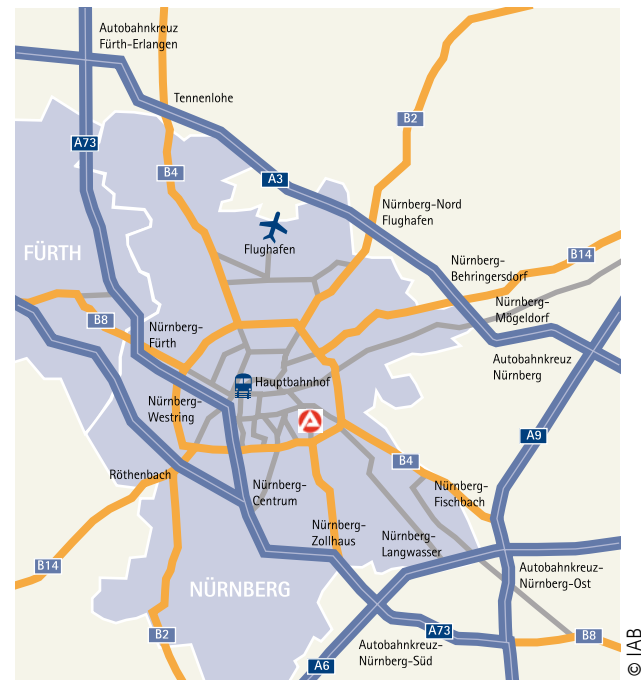 Autobahnkreuz
Fürth-Erlangen
Tennenlohe
B2
A73
B4
A3
Nürnberg-Nord
Flughafen
Flughafen
FÜRTH
B14
Nürnberg-
Behringersdorf
Nürnberg-
Mögeldorf
B8
Nürnberg-
Fürth
Autobahnkreuz
Nürnberg
Hauptbahnhof
Nürnberg-
Westring
A9
B4
Röthenbach
Nürnberg-
Centrum
Nürnberg-
Fischbach
Nürnberg-
Zollhaus
Nürnberg-
Langwasser
B14
Autobahnkreuz-
Nürnberg-Ost
NÜRNBERG
B2
A73
B8
Autobahnkreuz-
Nürnberg-Süd
A6
© IAB